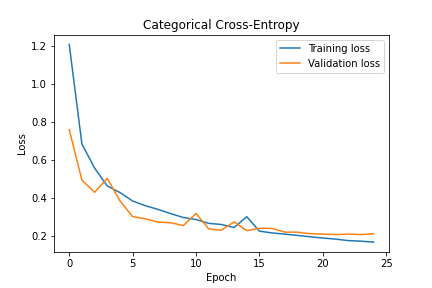 Categorical Cross-Entropy
Training loss
Validation loss
Loss
1.2
1.0
0.8
0.6
0.4
0.2
0 5 10 15 20 25
Epoch